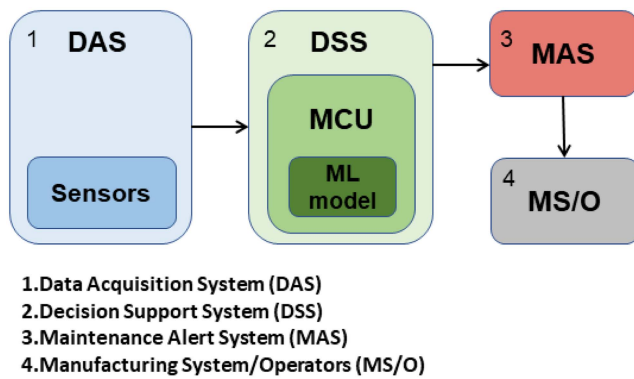 1 DAS
Sensors
2 DSS
MCU
ML
model
3 MAS
4 MS/O
1.Data Acquisition System (DAS)
2.Decision Support System (DSS)
3.Maintenance Alert System (MAS)
4.Manufacturing System/Operators (MS/O)